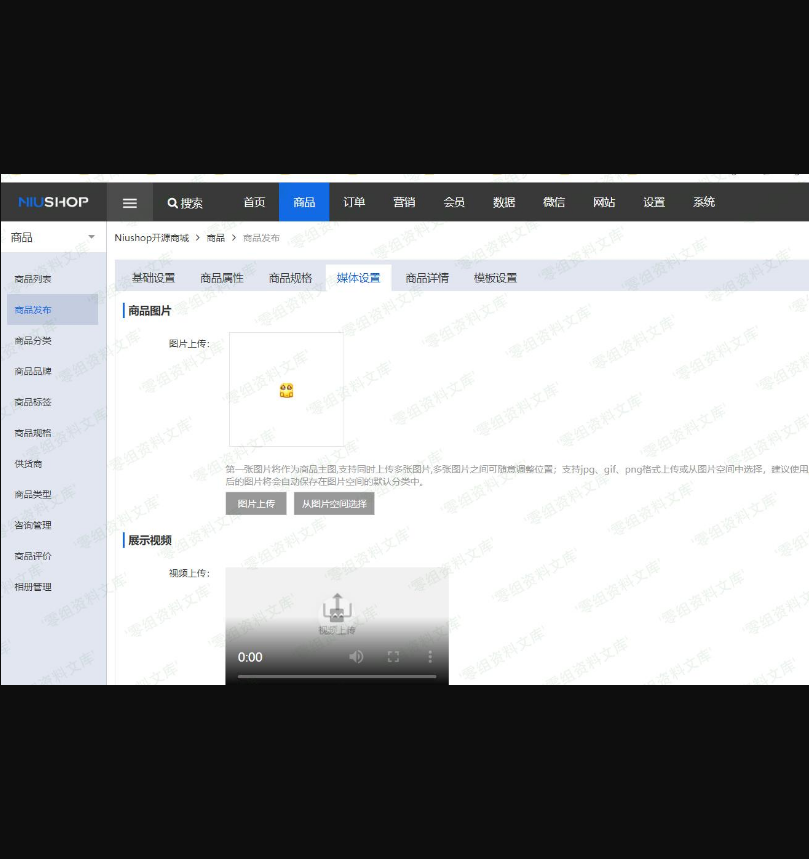 NIUSHOP
搜索
首页
商品
订单
营销
会员
数据
微信
网站
设置
系统
商品
Niushop开源商城 > 商品 > 商品发布
商品列表
商品发布
商品分类
商品品牌
商品标签
商品规格
供货商
商品类型
咨询管理
商品评价
相册管理
基础设置
商品属性
商品规格
媒体设置
商品详情
模板设置
商品图片
图片上传：
第一张图片将作为商品主图,支持同时上传多张图片,多张图片之间可随意调整位置；支持jpg、gif、png格式上传或从图片空间中选择，建议使用
后的图片将会自动保存在图片空间的默认分类中。
图片上传
从图片空间选择
展示视频
视频上传：
视频上传
0:00
零组资料文库